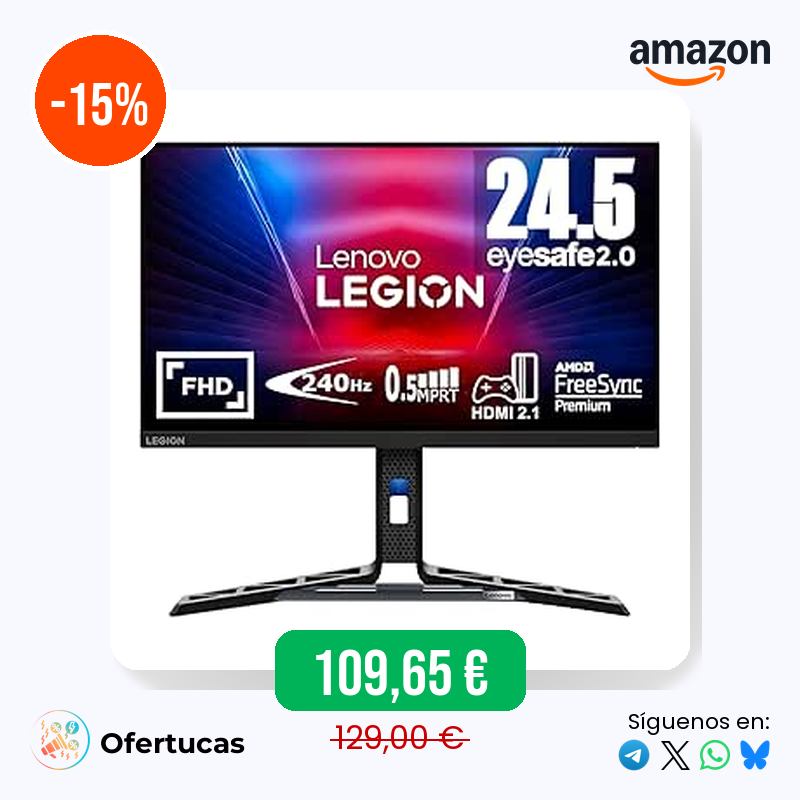 -15%
amazon
24.5
eyesafe2.0
Lenovo
LEGION
FHD
240Hz
0.5MPRT
HDMI 2.1
AMD
FreeSync
Premium
LEGION
Lenovo
109,65 €
129,00 €
Ofertucas
Síguenos en: